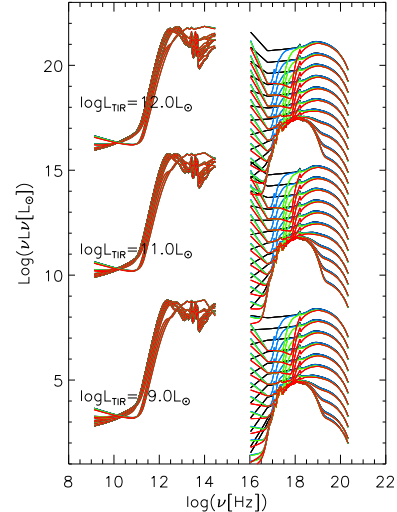 20
logL_TIR=12.0L_⊙
15
logL_TIR=11.0L_⊙
10
5
logL_TIR= 9.0L_⊙
Log(νLν[L_⊙])
8 10 12 14 16 18 20 22
log(ν[Hz])